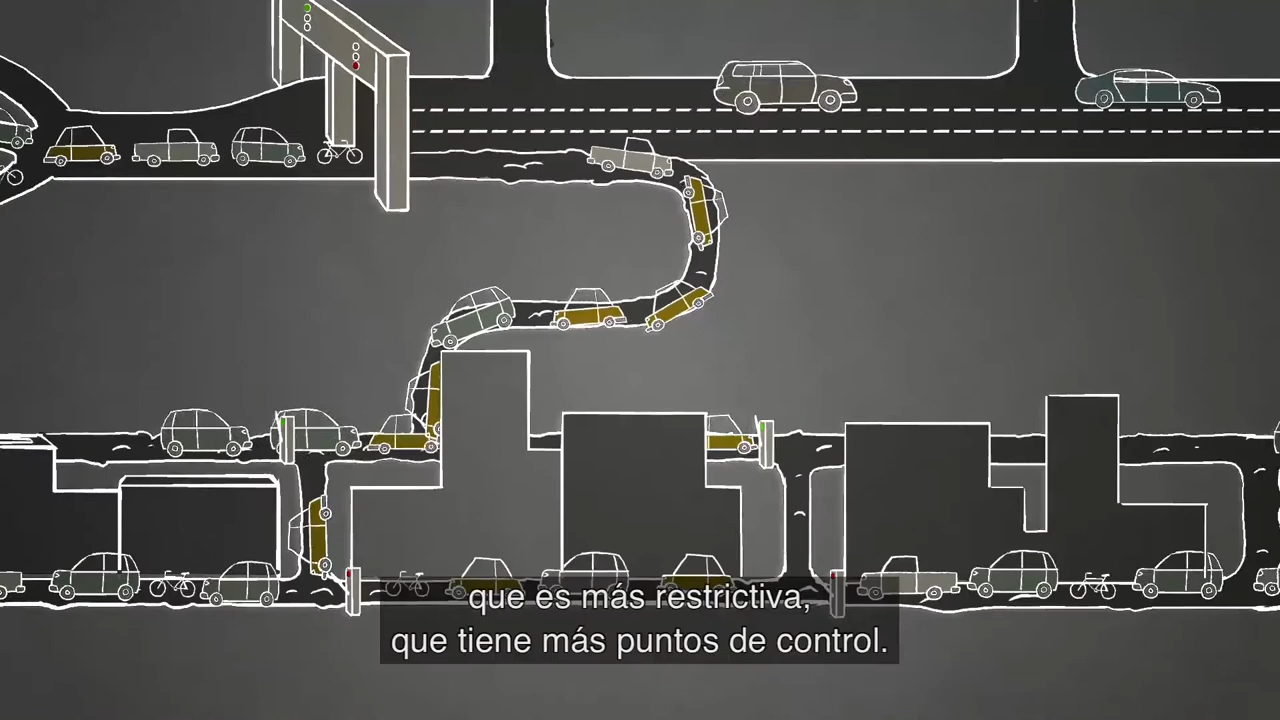 que es más restrictiva,
que tiene más puntos de control.